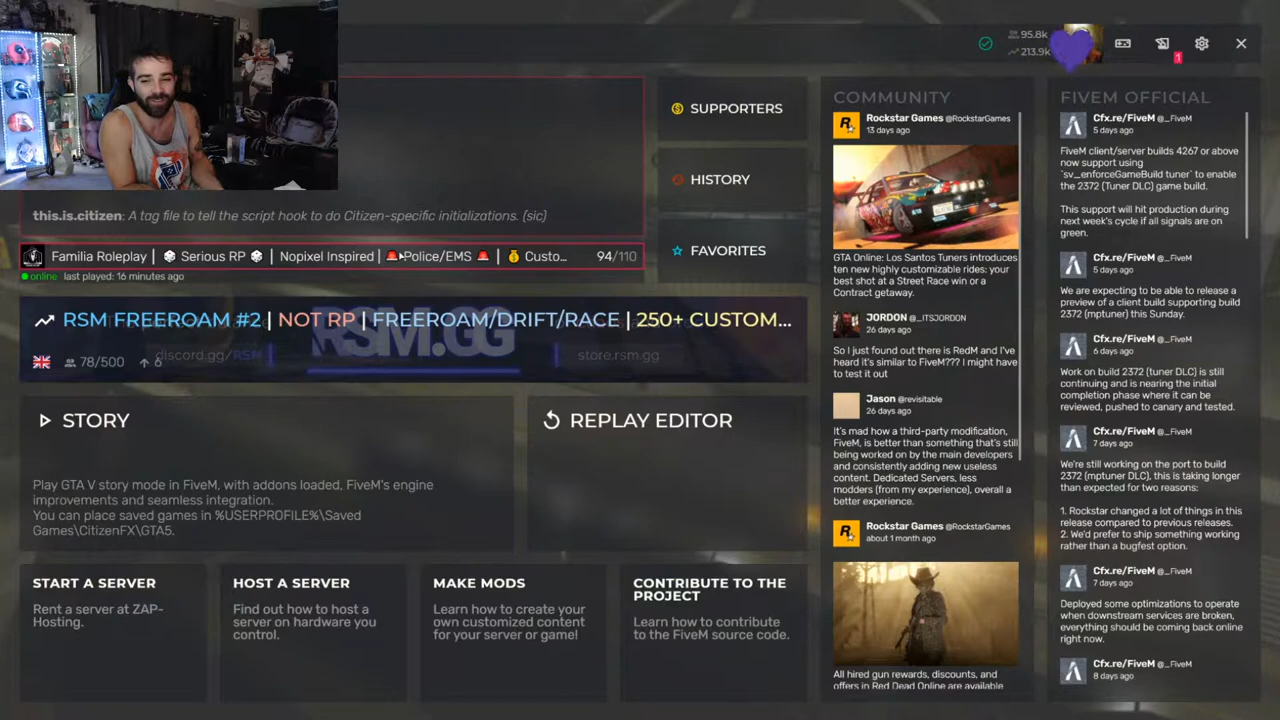 95.8k
213.9k
1
SUPPORTERS
HISTORY
FAVORITES
this.is.citizen: A tag file to tell the script hook to do Citizen-specific initializations. (sic)
Familia Roleplay | Serious RP | Nopixel Inspired | Police/EMS | Custo... 94/110
online last played: 16 minutes ago
RSM FREEROAM #2 | NOT RP | FREEROAM/DRIFT/RACE | 250+ CUSTOM...
discord.gg/RSM RSM.GG store.rsm.gg
78/500 6
STORY
Play GTA V story mode in FiveM, with addons loaded, FiveM's engine
improvements and seamless integration.
You can place saved games in %USERPROFILE%\Saved
Games\CitizenFX\GTA5.
REPLAY EDITOR
START A SERVER
Rent a server at ZAP-
Hosting.
HOST A SERVER
Find out how to host a
server on hardware you
control.
MAKE MODS
Learn how to create your
own customized content
for your server or game!
CONTRIBUTE TO THE
PROJECT
Learn how to contribute
to the FiveM source code.
COMMUNITY
Rockstar Games @RockstarGames
13 days ago
GTA Online: Los Santos Tuners introduces
ten new highly customizable rides: your
best shot at a Street Race win or a
Contract getaway.
JORDON @_ITSJORDON
26 days ago
So I just found out there is RedM and I've
heard it's similar to FiveM??? I might have
to test it out
Jason @revisitable
26 days ago
It's mad how a third-party modification,
FiveM, is better than something that's still
being worked on by the main developers
and consistently adding new useless
content. Dedicated Servers, less
modders (from my experience), overall a
better experience.
Rockstar Games @RockstarGames
about 1 month ago
All hired gun rewards, discounts, and
offers in Red Dead Online are available
FIVEM OFFICIAL
Cfx.re/FiveM @_FiveM
5 days ago
FiveM client/server builds 4267 or above
now support using
`sv_enforceGameBuild tuner` to enable
the 2372 (Tuner DLC) game build.
This support will hit production during
next week's cycle if all signals are on
green.
Cfx.re/FiveM @_FiveM
5 days ago
We are expecting to be able to release a
preview of a client build supporting build
2372 (mptuner) this Sunday.
Cfx.re/FiveM @_FiveM
6 days ago
Work on build 2372 (tuner DLC) is still
continuing and is nearing the initial
completion phase where it can be
reviewed, pushed to canary and tested.
Cfx.re/FiveM @_FiveM
7 days ago
We're still working on the port to build
2372 (mptuner DLC), this is taking longer
than expected for two reasons:
1. Rockstar changed a lot of things in this
release compared to previous releases.
2. We'd prefer to ship something working
rather than a bugfest option.
Cfx.re/FiveM @_FiveM
7 days ago
Deployed some optimizations to operate
when downstream services are broken,
everything should be coming back online
right now.
Cfx.re/FiveM @_FiveM
8 days ago